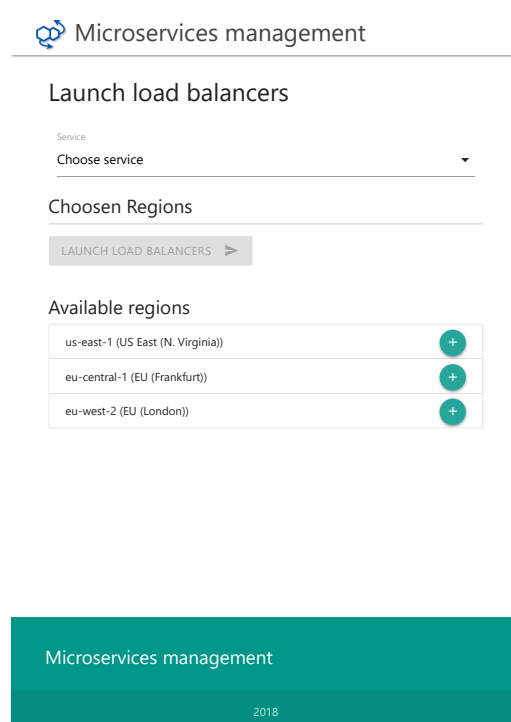 Microservices management
Launch load balancers
Service
Choose service
Choosen Regions
LAUNCH LOAD BALANCERS
Available regions
us-east-1 (US East (N. Virginia))
eu-central-1 (EU (Frankfurt))
eu-west-2 (EU (London))
Microservices management
2018